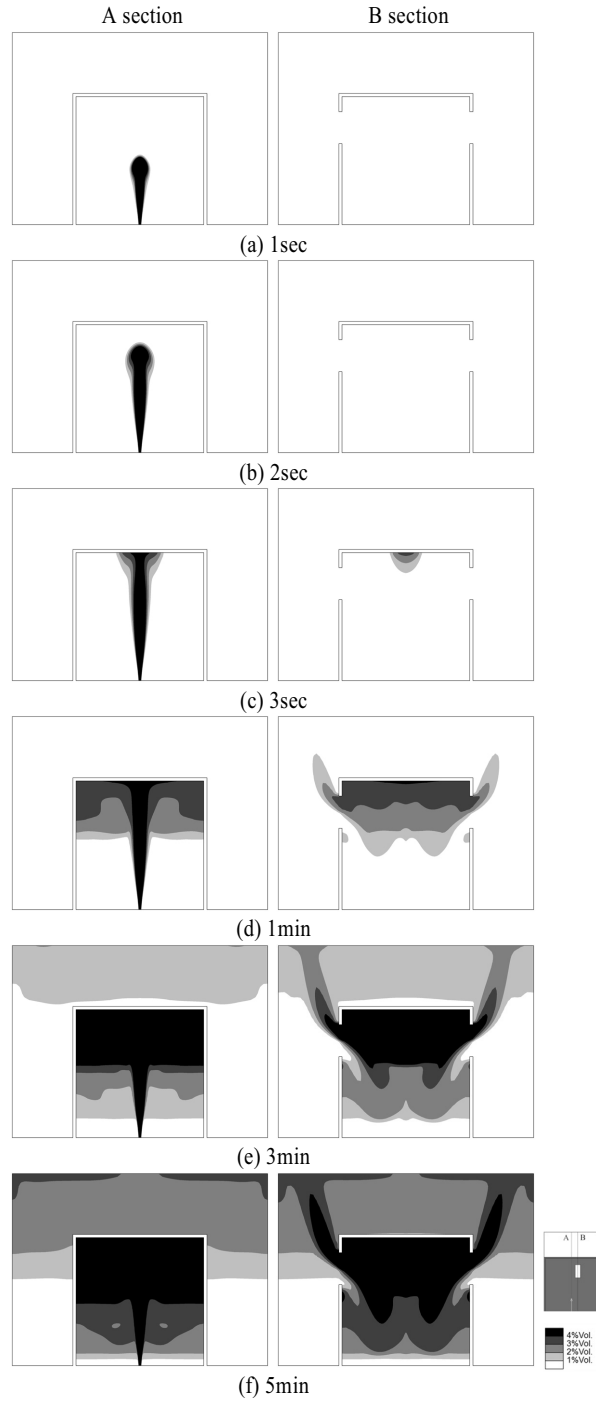 A section
B section
(a) 1sec
(b) 2sec
(c) 3sec
(d) 1min
(e) 3min
(f) 5min
A B
4%Vol.
3%Vol.
2%Vol.
1%Vol.